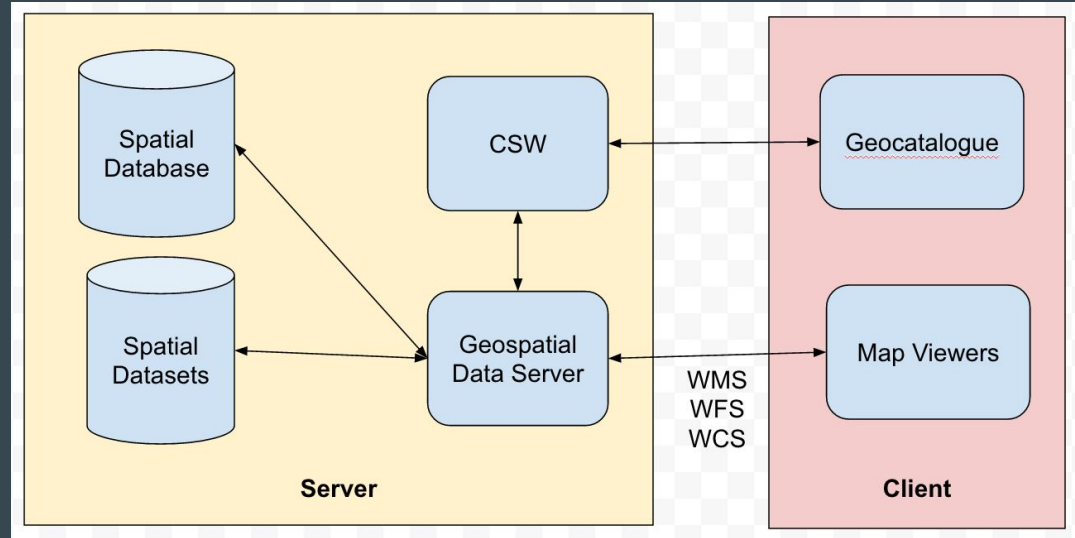 Spatial
Database
CSW
Geocatalogue
Spatial
Datasets
Geospatial
Data Server
WMS
WFS
WCS
Map Viewers
Server
Client